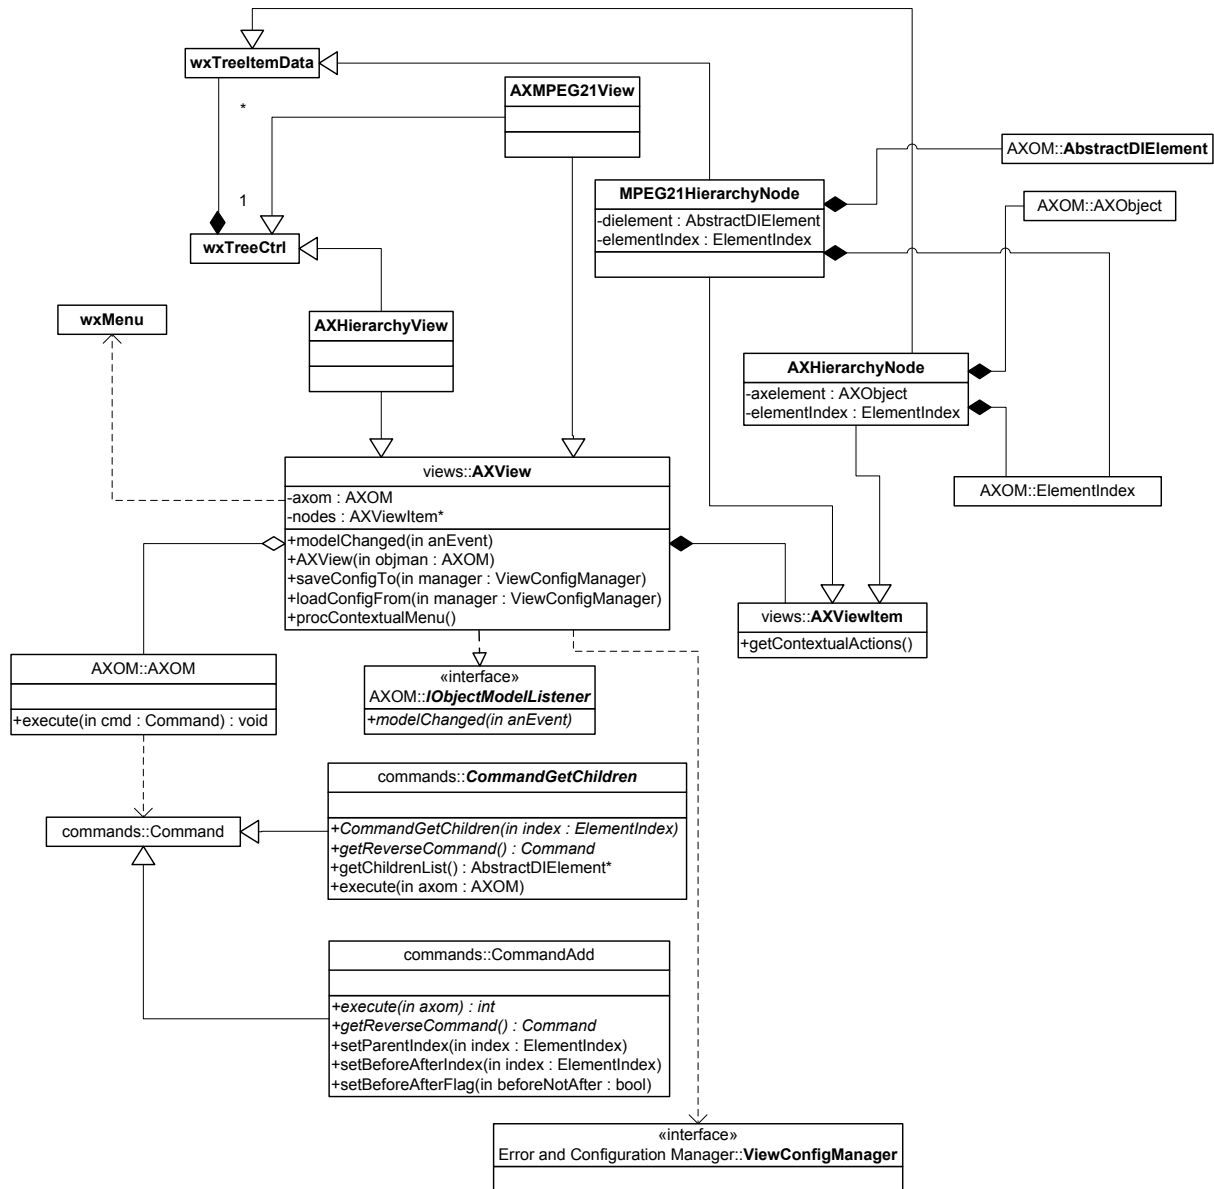 wxTreeItemData
AXMPEG21View
*
AXOM::AbstractDIElement
MPEG21HierarchyNode
-dielement : AbstractDIElement
-elementIndex : ElementIndex
AXOM::AXObject
1
wxTreeCtrl
wxMenu
AXHierarchyView
AXHierarchyNode
-axelement : AXObject
-elementIndex : ElementIndex
views::AXView
-axom : AXOM
-nodes : AXViewItem*
+modelChanged(in anEvent)
+AXView(in objman : AXOM)
+saveConfigTo(in manager : ViewConfigManager)
+loadConfigFrom(in manager : ViewConfigManager)
+procContextualMenu()
AXOM::ElementIndex
views::AXViewItem
+getContextualActions()
AXOM::AXOM
+execute(in cmd : Command) : void
«interface»
AXOM::IObjectModelListener
+modelChanged(in anEvent)
commands::CommandGetChildren
+CommandGetChildren(in index : ElementIndex)
+getReverseCommand() : Command
+getChildrenList() : AbstractDIElement*
+execute(in axom : AXOM)
commands::Command
commands::CommandAdd
+execute(in axom) : int
+getReverseCommand() : Command
+setParentIndex(in index : ElementIndex)
+setBeforeAfterIndex(in index : ElementIndex)
+setBeforeAfterFlag(in beforeNotAfter : bool)
«interface»
Error and Configuration Manager::ViewConfigManager